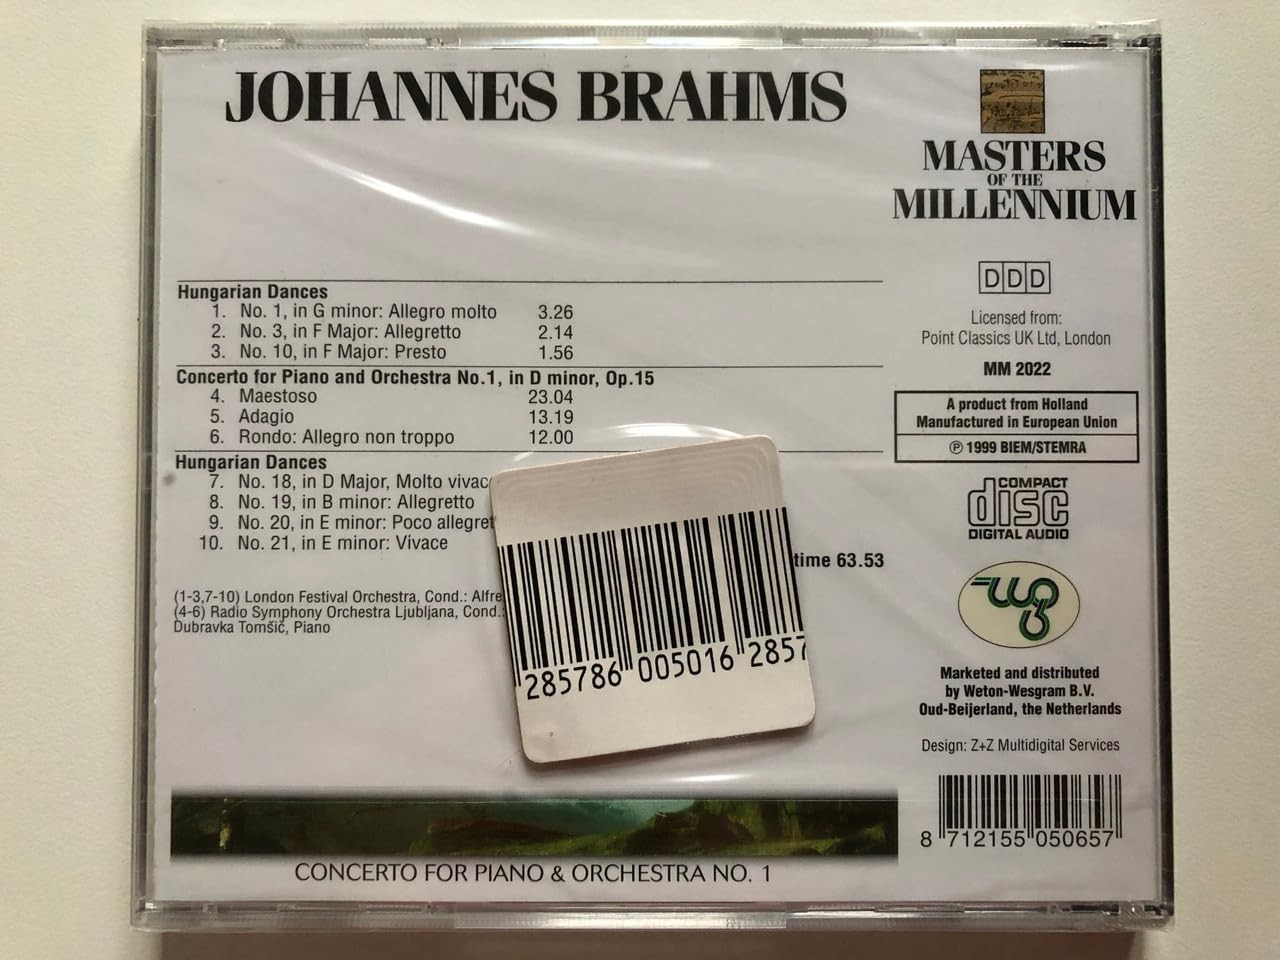 JOHANNES BRAHMS
MASTERS
OF THE
MILLENNIUM
DDD
Licensed from:
Point Classics UK Ltd, London
MM 2022
A product from Holland
Manufactured in European Union
℗ 1999 BIEM/STEMRA
COMPACT
disc
DIGITAL AUDIO
Marketed and distributed
by Weton-Wesgram B.V.
Oud-Beijerland, the Netherlands
Design: Z+Z Multidigital Services
8 712155 050657
Hungarian Dances
1. No. 1, in G minor: Allegro molto 3.26
2. No. 3, in F Major: Allegretto 2.14
3. No. 10, in F Major: Presto 1.56
Concerto for Piano and Orchestra No.1, in D minor, Op.15
4. Maestoso 23.04
5. Adagio 13.19
6. Rondo: Allegro non troppo 12.00
Hungarian Dances
7. No. 18, in D Major, Molto
8. No. 19, in B minor: Allegretto
9. No. 20, in E minor: Poco
10. No. 21, in E minor: Vivace
time 63.53
(1-3,7-10) London Festival Orchestra, Cond.:
(4-6) Radio Symphony Orchestra Ljubljana, Cond.:
Dubravka Tomšič, Piano
285786 005016 2857
CONCERTO FOR PIANO & ORCHESTRA NO. 1